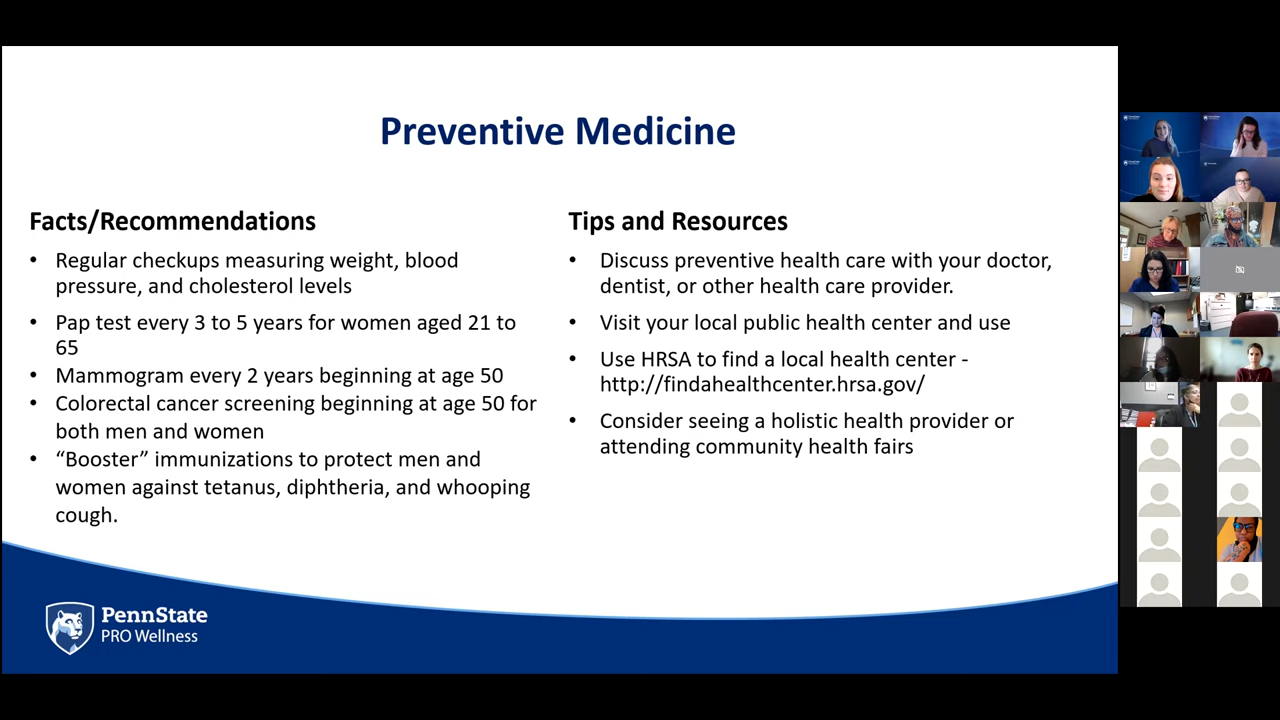 Preventive Medicine
Facts/Recommendations
• Regular checkups measuring weight, blood
pressure, and cholesterol levels
• Pap test every 3 to 5 years for women aged 21 to
65
• Mammogram every 2 years beginning at age 50
• Colorectal cancer screening beginning at age 50 for
both men and women
• “Booster” immunizations to protect men and
women against tetanus, diphtheria, and whooping
cough.
Tips and Resources
• Discuss preventive health care with your doctor,
dentist, or other health care provider.
• Visit your local public health center and use
• Use HRSA to find a local health center -
http://findahealthcenter.hrsa.gov/
• Consider seeing a holistic health provider or
attending community health fairs
PennState
PRO Wellness